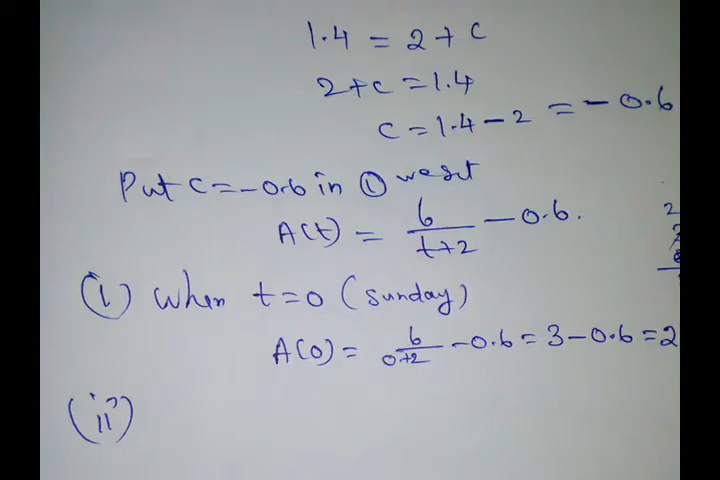 1.4 = 2 + c
2 + c = 1.4
c = 1.4 - 2 = - 0.6
Put c = -0.6 in ① we get
A(t) = 6/(t+2) - 0.6.
(i) when t = 0 (sunday)
A(0) = 6/(0+2) - 0.6 = 3 - 0.6 = 2
(ii)